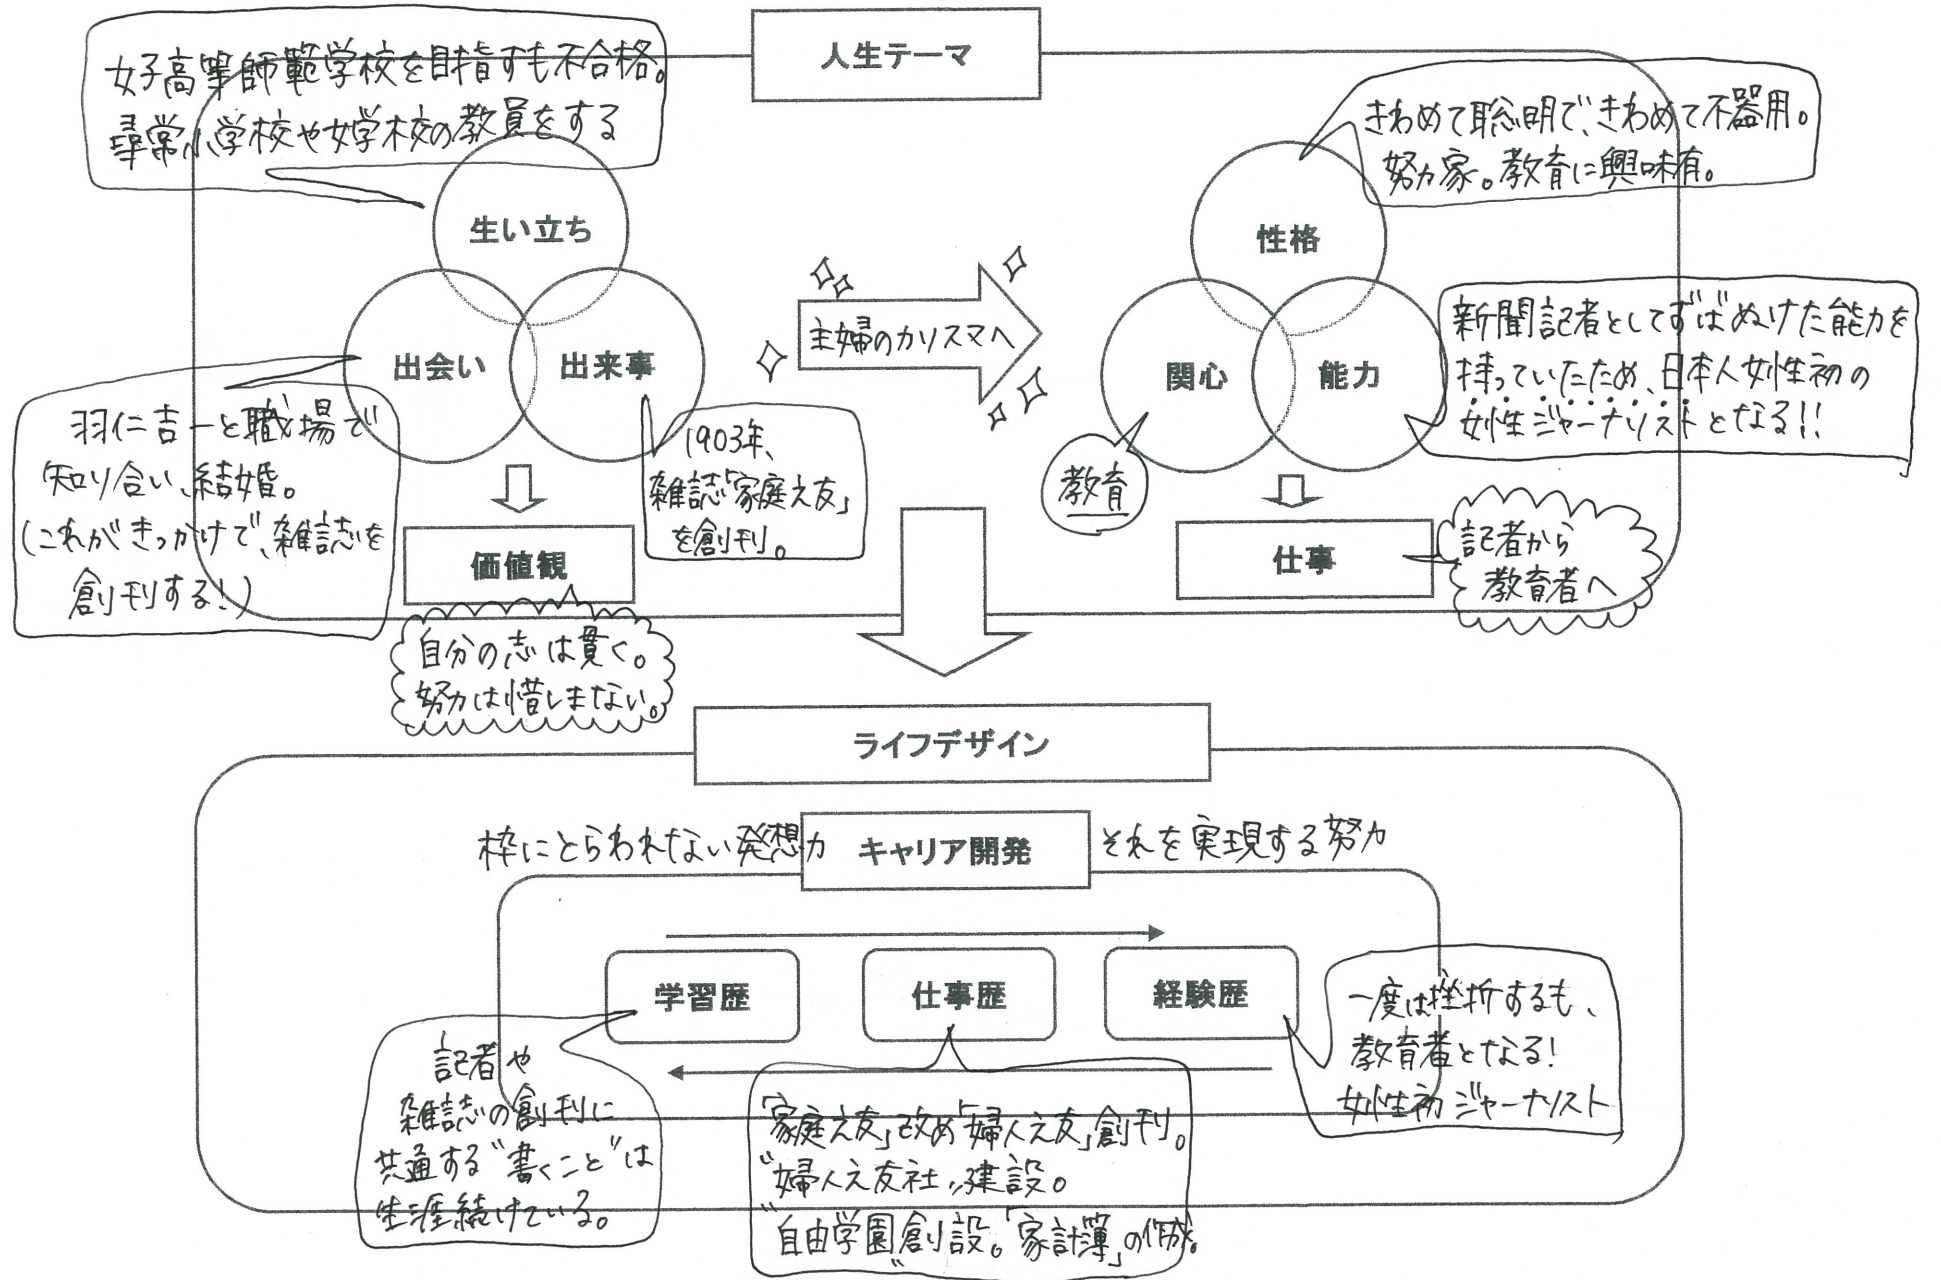 人生テーマ
女子高等師範学校を目指すも不合格。
尋常小学校や女学校の教員をする
生い立ち
出会い
出来事
羽仁吉一と職場で
知り合い、結婚。
(これがきっかけで、雑誌を
創刊する!)
1903年、
雑誌「家庭之友」
を創刊。
価値観
自分の志は貫く。
努力は惜しまない。
主婦のカリスマへ
きわめて聡明で、きわめて不器用。
努力家。教育に興味有。
性格
関心
能力
教育
新聞記者としてずばぬけた能力を
持っていたため、日本人女性初の
女性ジャーナリストとなる!!
仕事
記者から
教育者へ
ライフデザイン
枠にとらわれない発想力
キャリア開発
それを実現する努力
学習歴
仕事歴
経験歴
記者や
雑誌の創刊に
共通する"書くこと"は
生涯続けている。
「家庭之友」改め「婦人之友」創刊。
"婦人之友社"建設。
"自由学園"創設。「家計簿」の作成。
一度は挫折するも、
教育者となる!
女性初ジャーナリスト